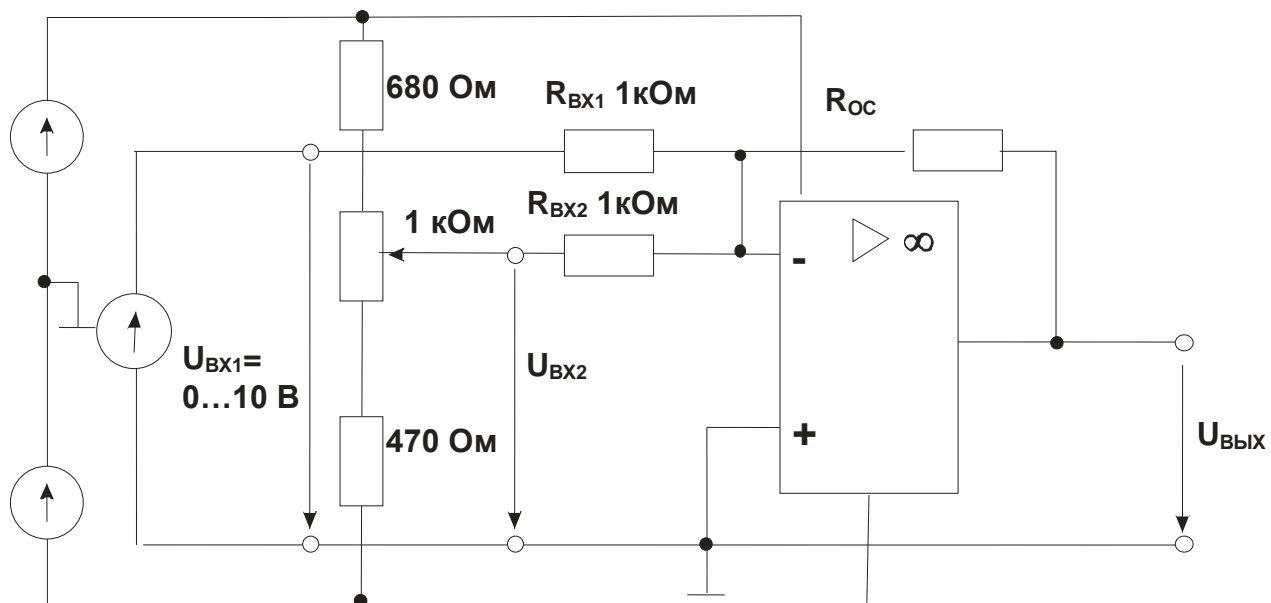 680 Ом
RВХ1 1кОм
RОС
1 кОм
RВХ2 1кОм
∞
-
UВХ1=
0...10 В
UВХ2
470 Ом
+
UВЫХ